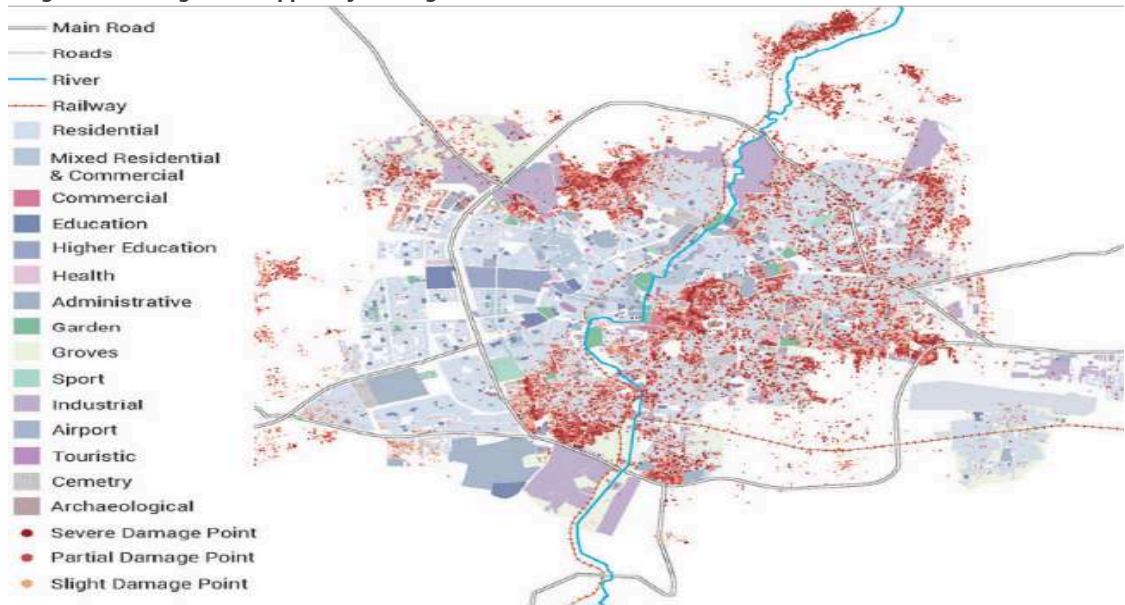 Main Road
Roads
River
Railway
Residential
Mixed Residential
& Commercial
Commercial
Education
Higher Education
Health
Administrative
Garden
Groves
Sport
Industrial
Airport
Touristic
Cemetry
Archaeological
Severe Damage Point
Partial Damage Point
Slight Damage Point